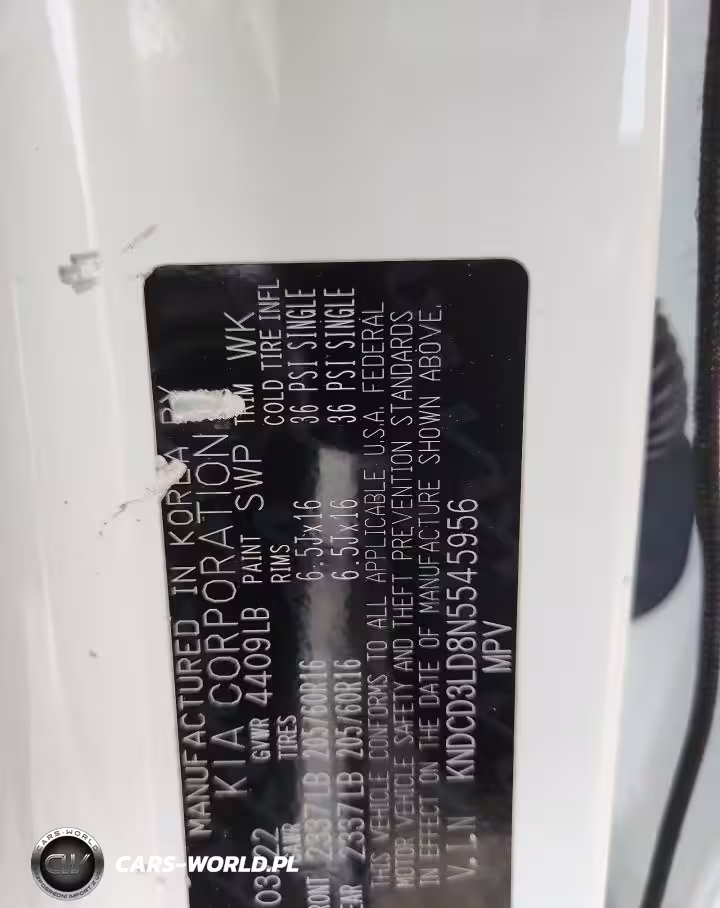 MANUFACTURED IN KOREA BY
KIA CORPORATION
03/22 GVWR 4409LB PAINT SWP TRIM WK
TIRES RIMS COLD TIRE INFL
2337LB 205/60R16 6.5Jx16 36 PSI SINGLE
2337LB 205/60R16 6.5Jx16 36 PSI SINGLE
THIS VEHICLE CONFORMS TO ALL APPLICABLE U.S.A. FEDERAL
MOTOR VEHICLE SAFETY AND THEFT PREVENTION STANDARDS
IN EFFECT ON THE DATE OF MANUFACTURE SHOWN ABOVE.
V.I.N KNDCD3LD8N5545956
MPV
CARS-WORLD
CW
CARS-WORLD.PL